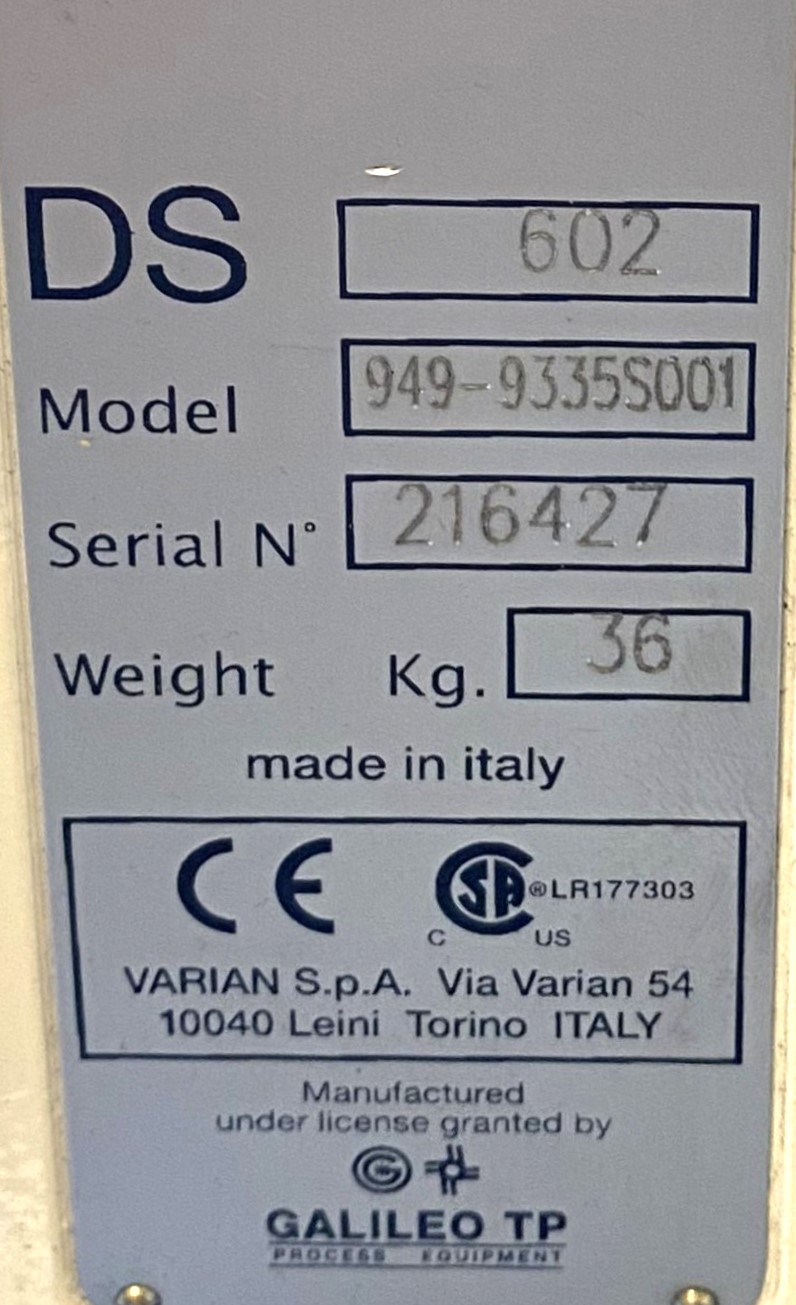 DS 602
Model 949-9335S001
Serial N° 216427
Weight Kg. 36
made in italy
CE CSA ® LR177303
C US
VARIAN S.p.A. Via Varian 54
10040 Leini Torino ITALY
Manufactured
under license granted by
GALILEO TP
PROCESS EQUIPMENT